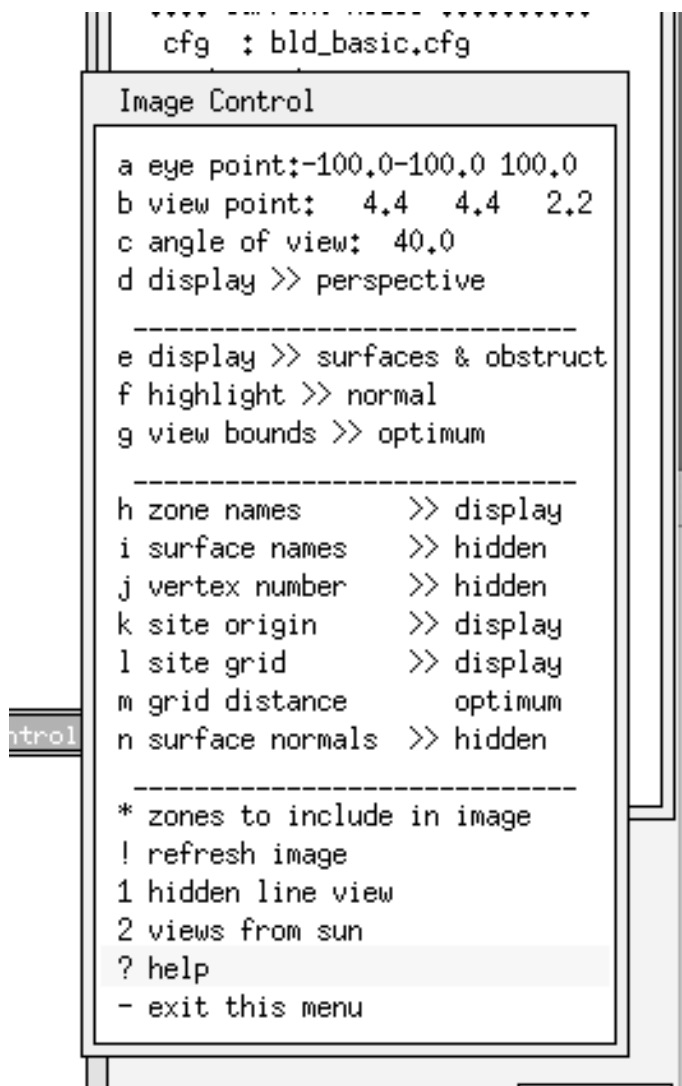 cfg : bld_basic.cfg
Image Control
a eye point:-100.0-100.0 100.0
b view point: 4.4 4.4 2.2
c angle of view: 40.0
d display >> perspective
e display >> surfaces & obstruct
f highlight >> normal
g view bounds >> optimum
h zone names >> display
i surface names >> hidden
j vertex number >> hidden
k site origin >> display
l site grid >> display
m grid distance optimum
n surface normals >> hidden
ntrol
* zones to include in image
! refresh image
1 hidden line view
2 views from sun
? help
- exit this menu